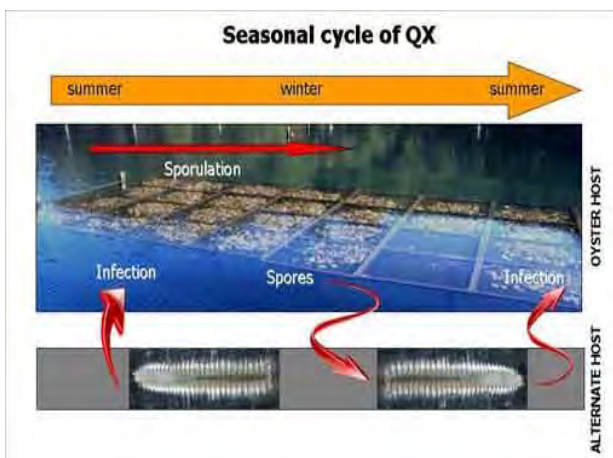 Seasonal cycle of QX
summer winter summer
Sporulation
Infection Spores Infection
OYSTER HOST
ALTERNATE HOST